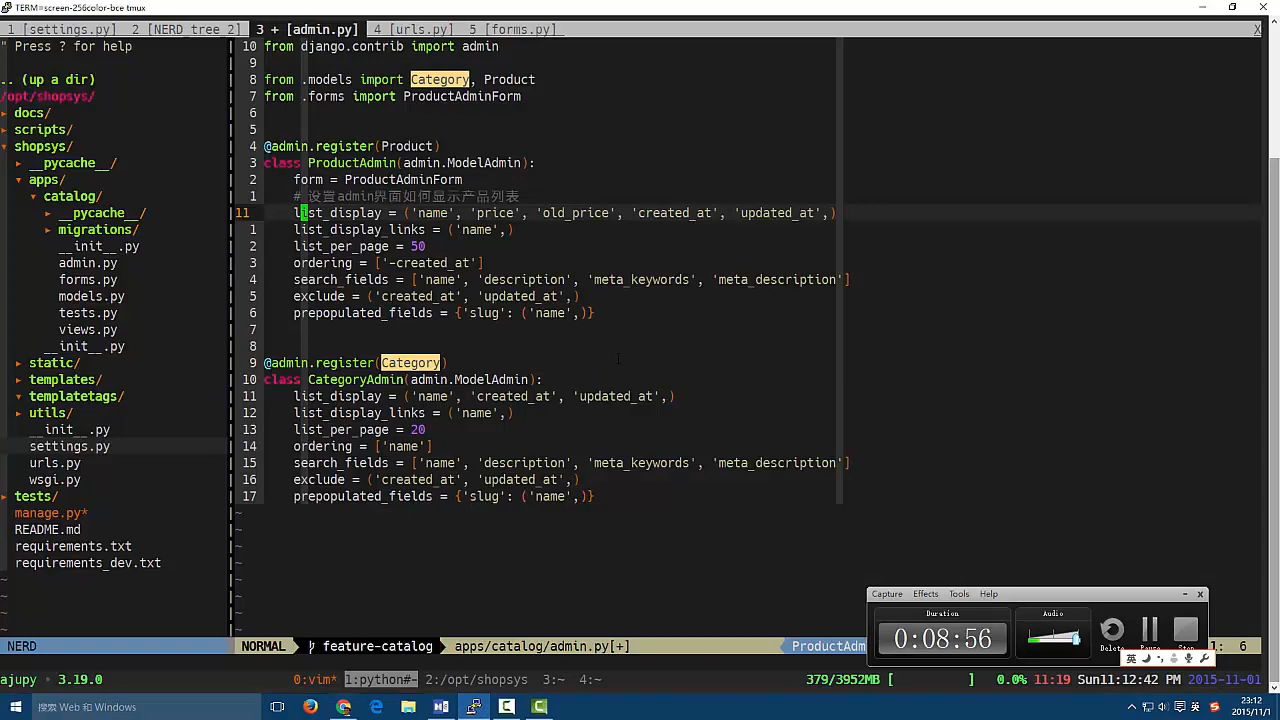 TERM=screen-256color-bce tmux
1 [settings.py] 2 [NERD_tree_2] 3 + [admin.py] 4 [urls.py] 5 [forms.py] X
" Press ? for help
.. (up a dir)
/opt/shopsys/
▸ docs/
▸ scripts/
▾ shopsys/
▸ __pycache__/
▾ apps/
▾ catalog/
▸ __pycache__/
▸ migrations/
__init__.py
admin.py
forms.py
models.py
tests.py
views.py
__init__.py
▸ static/
▸ templates/
▾ templatetags/
▸ utils/
__init__.py
settings.py
urls.py
wsgi.py
▸ tests/
manage.py*
README.md
requirements.txt
requirements_dev.txt
~
~
~
~
10 from django.contrib import admin
9
8 from .models import Category, Product
7 from .forms import ProductAdminForm
6
5
4 @admin.register(Product)
3 class ProductAdmin(admin.ModelAdmin):
2 form = ProductAdminForm
1 # 设置admin界面如何显示产品列表
11 list_display = ('name', 'price', 'old_price', 'created_at', 'updated_at',)
1 list_display_links = ('name',)
2 list_per_page = 50
3 ordering = ['-created_at']
4 search_fields = ['name', 'description', 'meta_keywords', 'meta_description']
5 exclude = ('created_at', 'updated_at',)
6 prepopulated_fields = {'slug': ('name',)}
7
8
9 @admin.register(Category)
10 class CategoryAdmin(admin.ModelAdmin):
11 list_display = ('name', 'created_at', 'updated_at',)
12 list_display_links = ('name',)
13 list_per_page = 20
14 ordering = ['name']
15 search_fields = ['name', 'description', 'meta_keywords', 'meta_description']
16 exclude = ('created_at', 'updated_at',)
17 prepopulated_fields = {'slug': ('name',)}
~
~
~
~
~
~
~
~
Capture Effects Tools Help
Duration
0:08:56
Audio
Delete Pause Stop
英
NERD NORMAL feature-catalog apps/catalog/admin.py[+] ProductAdm : 6
ajupy 3.19.0 0:vim* 1:python#- 2:/opt/shopsys 3:~ 4:~ 379/3952MB [ ] 0.0% 11:19 Sun11:12:42 PM 2015-11-01
搜索 Web 和 Windows
英
23:12
2015/11/1